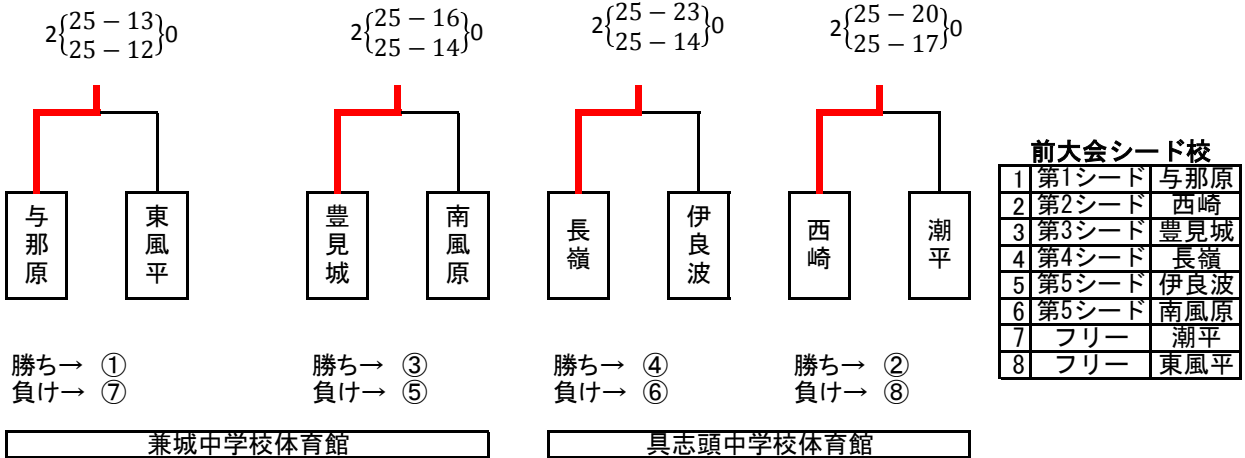 2{25 − 13
25 − 12}0
2{25 − 16
25 − 14}0
2{25 − 23
25 − 14}0
2{25 − 20
25 − 17}0
与那原
東風平
豊見城
南風原
長嶺
伊良波
西崎
潮平
勝ち→ ①
負け→ ⑦
勝ち→ ③
負け→ ⑤
勝ち→ ④
負け→ ⑥
勝ち→ ②
負け→ ⑧
兼城中学校体育館
具志頭中学校体育館
前大会シード校
1 第1シード 与那原
2 第2シード 西崎
3 第3シード 豊見城
4 第4シード 長嶺
5 第5シード 伊良波
6 第5シード 南風原
7 フリー 潮平
8 フリー 東風平